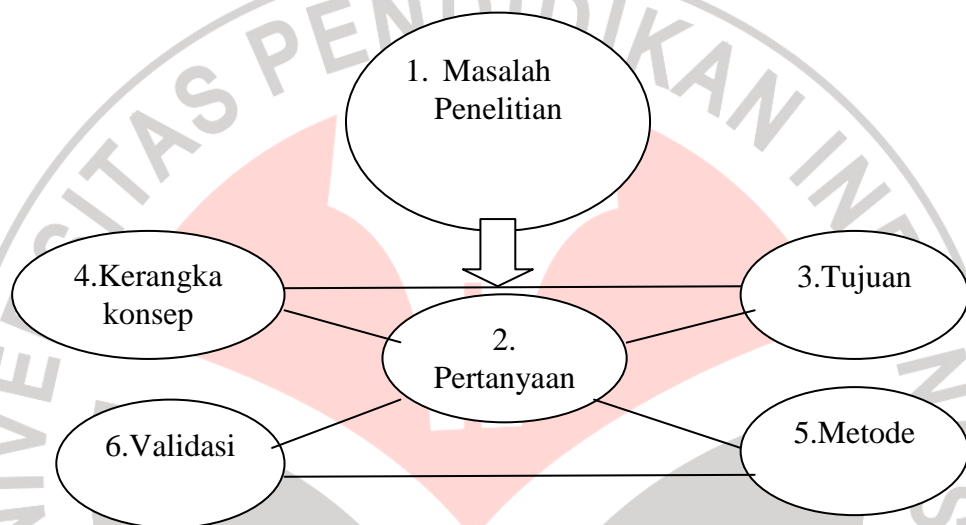 1. Masalah
Penelitian
4.Kerangka
konsep
3.Tujuan
2.
Pertanyaan
6.Validasi
5.Metode